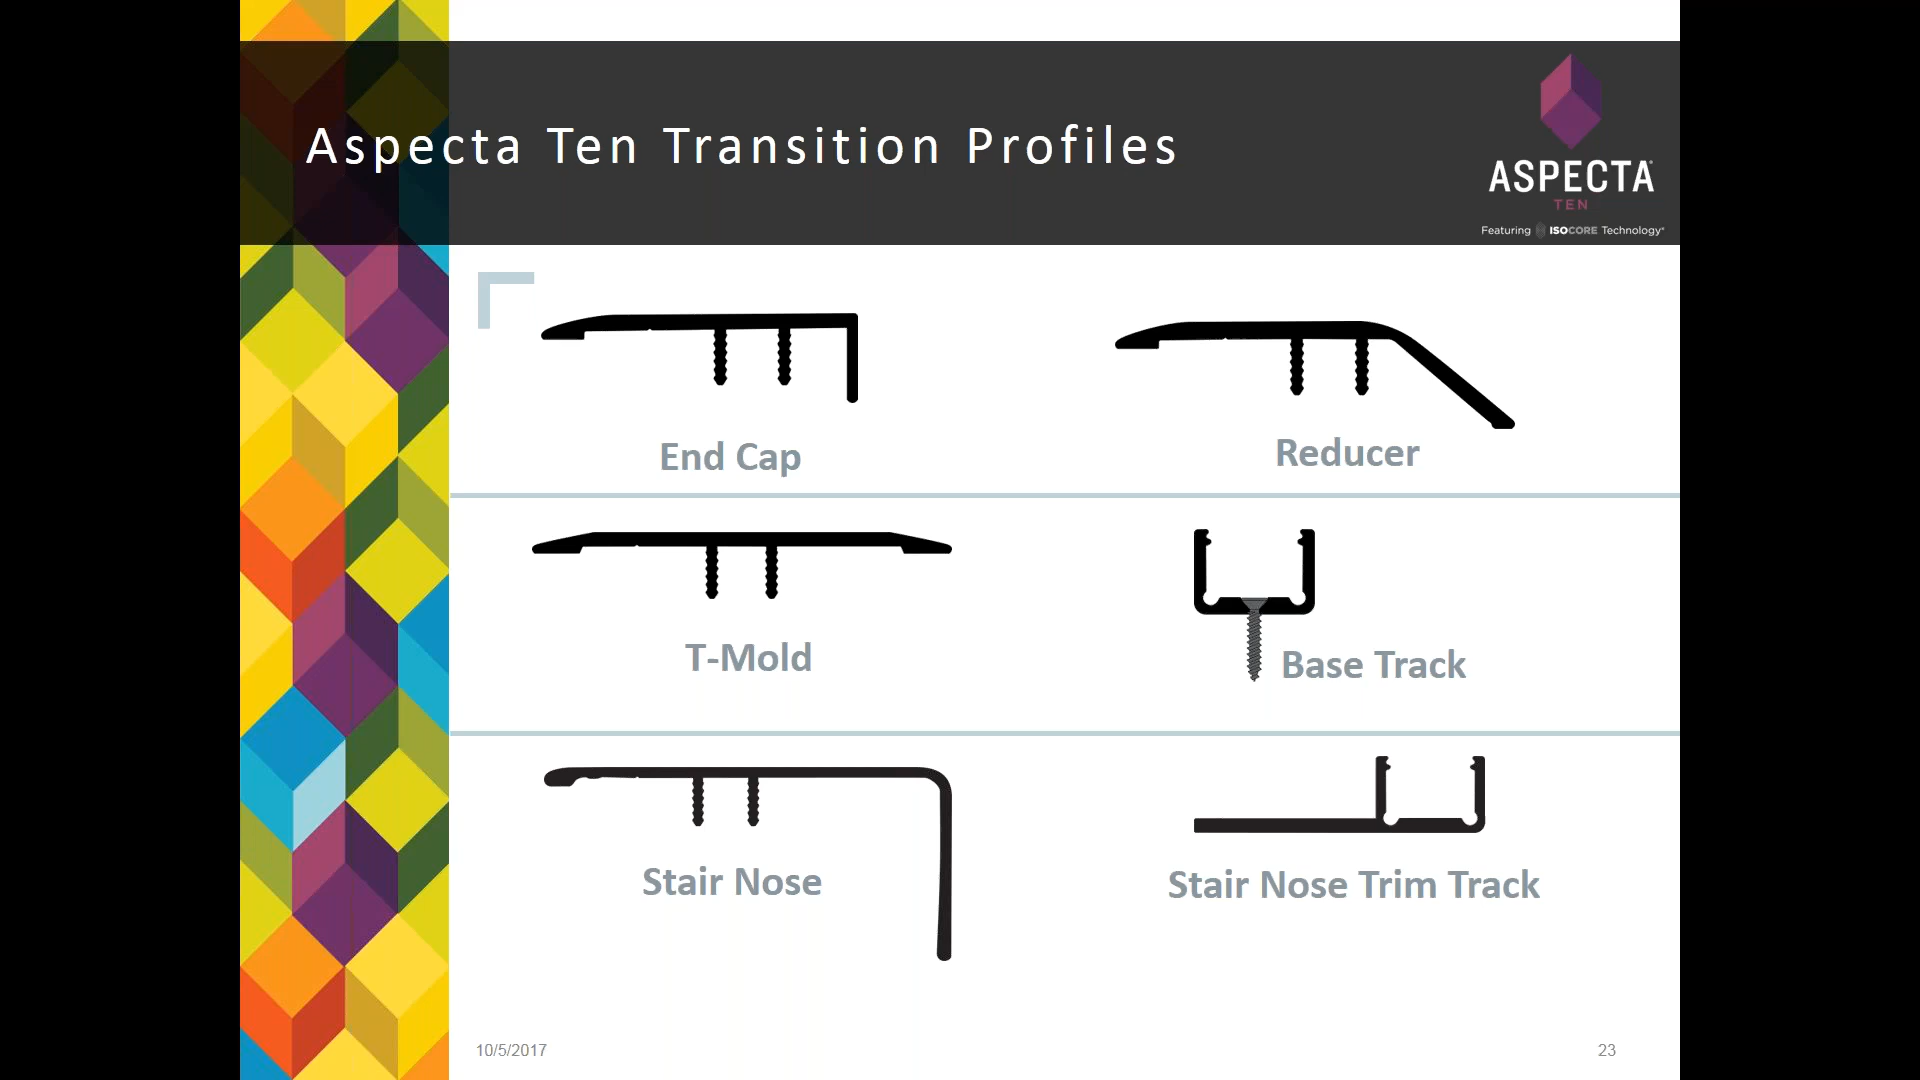 Aspecta Ten Transition Profiles
ASPECTA
TEN
Featuring ISOCORE Technology®
End Cap
Reducer
T-Mold
Base Track
Stair Nose
Stair Nose Trim Track
10/5/2017
23